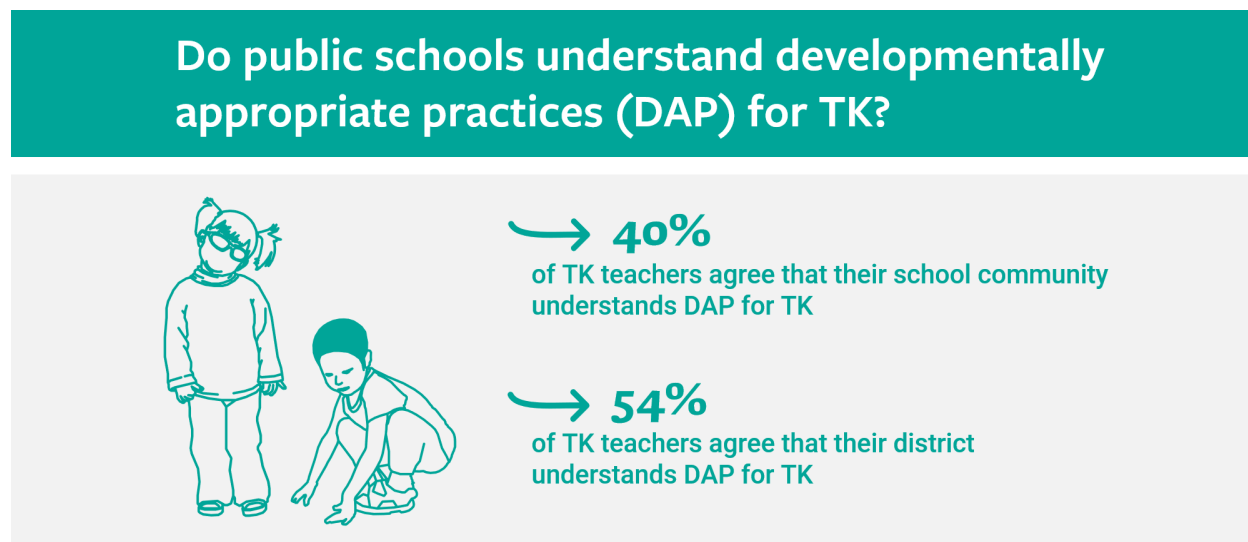 Do public schools understand developmentally
appropriate practices (DAP) for TK?
40%
of TK teachers agree that their school community
understands DAP for TK
54%
of TK teachers agree that their district
understands DAP for TK